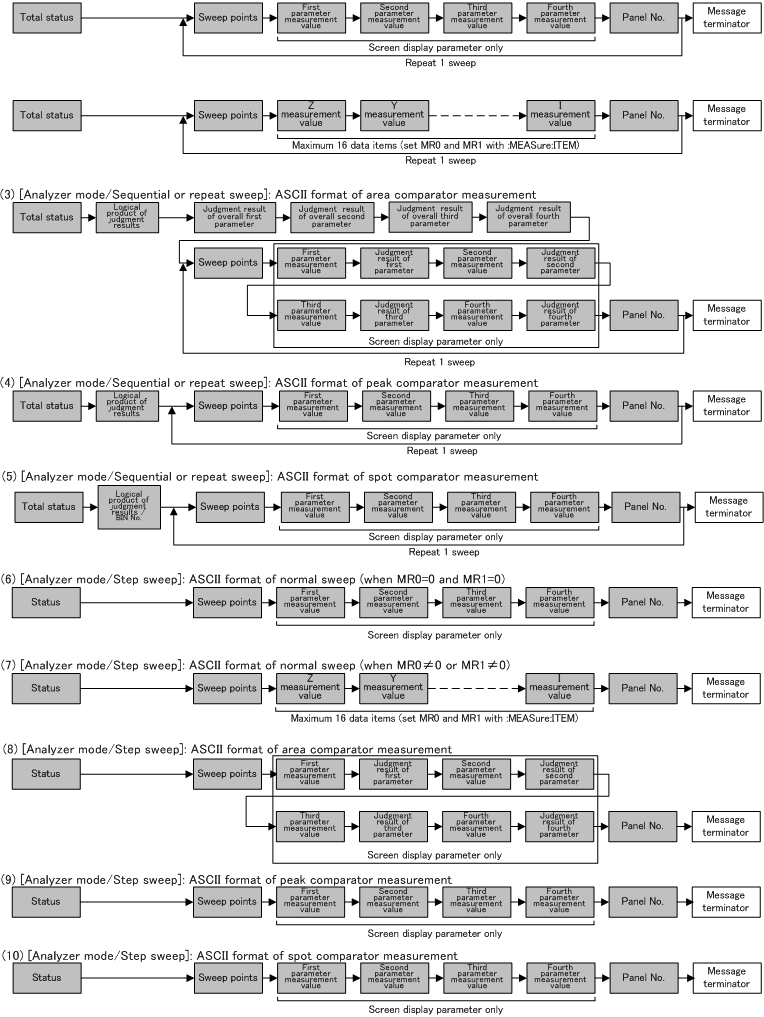 Total status
Sweep points
First
parameter
measurement
value
Second
parameter
measurement
value
Third
parameter
measurement
value
Fourth
parameter
measurement
value
Panel No.
Message
terminator
Screen display parameter only
Repeat 1 sweep
Total status
Sweep points
Z
measurement
value
Y
measurement
value
I
measurement
value
Panel No.
Message
terminator
Maximum 16 data items (set MR0 and MR1 with :MEASure:ITEM)
Repeat 1 sweep
(3) [Analyzer mode/Sequential or repeat sweep]: ASCII format of area comparator measurement
Total status
Logical
product of
judgment
results
Judgment result
of overall first
parameter
Judgment result
of overall second
parameter
Judgment result
of overall third
parameter
Judgment result
of overall fourth
parameter
Sweep points
First
parameter
measurement
value
Judgment
result of
first
parameter
Second
parameter
measurement
value
Judgment
result of
second
parameter
Third
parameter
measurement
value
Judgment
result of
third
parameter
Fourth
parameter
measurement
value
Judgment
result of
fourth
parameter
Panel No.
Message
terminator
Screen display parameter only
Repeat 1 sweep
(4) [Analyzer mode/Sequential or repeat sweep]: ASCII format of peak comparator measurement
Total status
Logical
product of
judgment
results
Sweep points
First
parameter
measurement
value
Second
parameter
measurement
value
Third
parameter
measurement
value
Fourth
parameter
measurement
value
Panel No.
Message
terminator
Screen display parameter only
Repeat 1 sweep
(5) [Analyzer mode/Sequential or repeat sweep]: ASCII format of spot comparator measurement
Total status
Logical
product of
judgment
results /
BIN No.
Sweep points
First
parameter
measurement
value
Second
parameter
measurement
value
Third
parameter
measurement
value
Fourth
parameter
measurement
value
Panel No.
Message
terminator
Screen display parameter only
Repeat 1 sweep
(6) [Analyzer mode/Step sweep]: ASCII format of normal sweep (when MR0=0 and MR1=0)
Status
Sweep points
First
parameter
measurement
value
Second
parameter
measurement
value
Third
parameter
measurement
value
Fourth
parameter
measurement
value
Panel No.
Message
terminator
Screen display parameter only
(7) [Analyzer mode/Step sweep]: ASCII format of normal sweep (when MR0≠0 or MR1≠0)
Status
Sweep points
Z
measurement
value
Y
measurement
value
I
measurement
value
Panel No.
Message
terminator
Maximum 16 data items (set MR0 and MR1 with :MEASure:ITEM)
(8) [Analyzer mode/Step sweep]: ASCII format of area comparator measurement
Status
Sweep points
First
parameter
measurement
value
Judgment
result of
first
parameter
Second
parameter
measurement
value
Judgment
result of
second
parameter
Third
parameter
measurement
value
Judgment
result of
third
parameter
Fourth
parameter
measurement
value
Judgment
result of
fourth
parameter
Panel No.
Message
terminator
Screen display parameter only
(9) [Analyzer mode/Step sweep]: ASCII format of peak comparator measurement
Status
Sweep points
First
parameter
measurement
value
Second
parameter
measurement
value
Third
parameter
measurement
value
Fourth
parameter
measurement
value
Panel No.
Message
terminator
Screen display parameter only
(10) [Analyzer mode/Step sweep]: ASCII format of spot comparator measurement
Status
Sweep points
First
parameter
measurement
value
Second
parameter
measurement
value
Third
parameter
measurement
value
Fourth
parameter
measurement
value
Panel No.
Message
terminator
Screen display parameter only